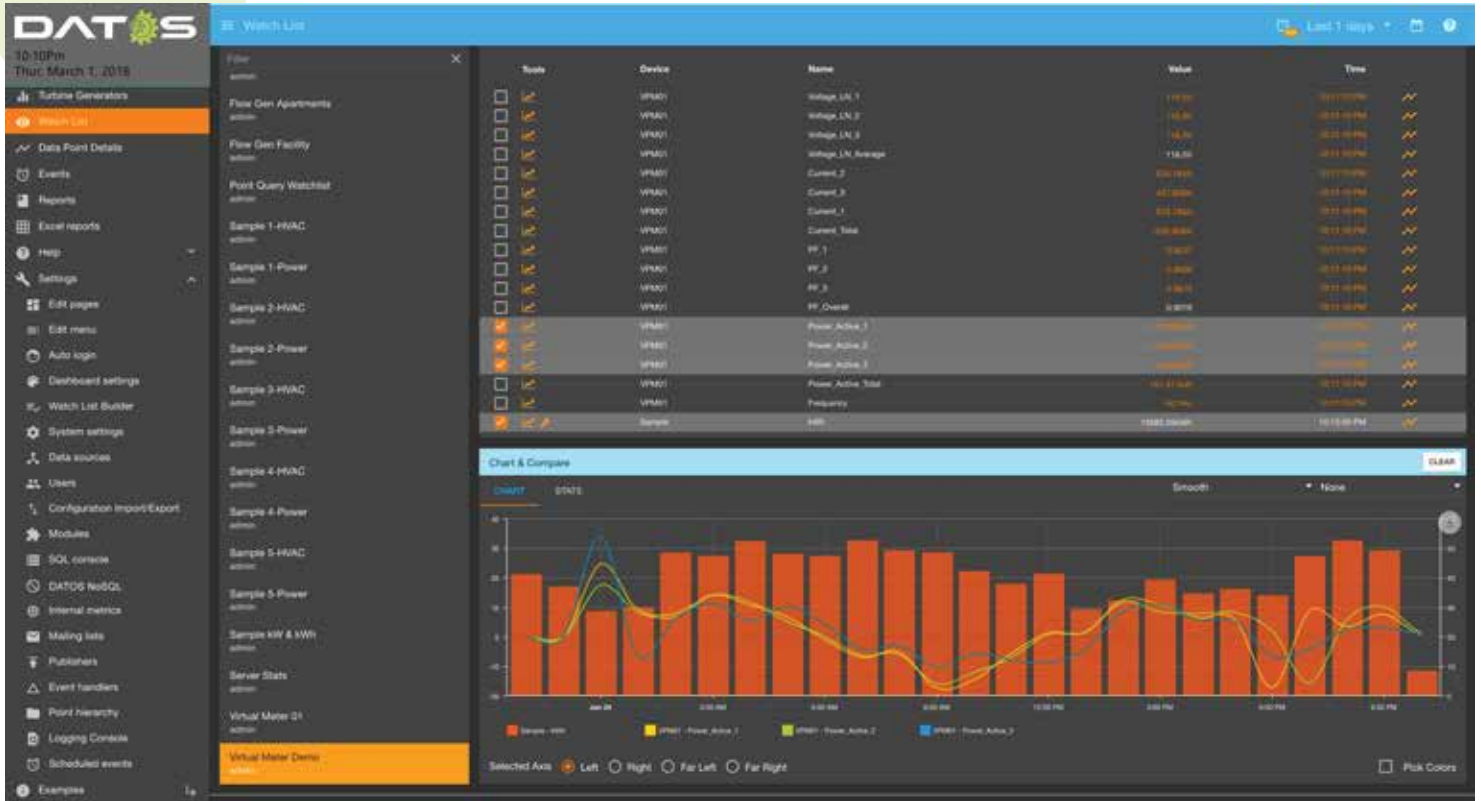 DATOS
Watch List
Last 1 days
10:10Pm
Thur, March 1, 2018
Turbine Generators
Watch List
Data Point Details
Events
Reports
Excel reports
Help
Settings
Edit pages
Edit menu
Auto login
Dashboard settings
Watch List Builder
System settings
Data sources
Users
Configuration Import/Export
Modules
SQL console
DATOS NoSQL
Internal metrics
Mailing lists
Publishers
Event handlers
Point hierarchy
Logging Console
Scheduled events
Examples
Filter
admin
Flow Gen Apartments
admin
Flow Gen Facility
admin
Point Query Watchlist
admin
Sample 1-HVAC
admin
Sample 1-Power
admin
Sample 2-HVAC
admin
Sample 2-Power
admin
Sample 3-HVAC
admin
Sample 3-Power
admin
Sample 4-HVAC
admin
Sample 4-Power
admin
Sample 5-HVAC
admin
Sample 5-Power
admin
Sample kW & kWh
admin
Server Stats
admin
Virtual Meter 01
admin
Virtual Meter Demo
admin
Tools Device Name Value Time
VPM01 Voltage_LN_1
VPM01 Voltage_LN_2
VPM01 Voltage_LN_3
VPM01 Voltage_LN_Average
VPM01 Current_2
VPM01 Current_3
VPM01 Current_1
VPM01 Current_Total
VPM01 PF_1
VPM01 PF_2
VPM01 PF_3
VPM01 PF_Overall
VPM01 Power_Active_1
VPM01 Power_Active_2
VPM01 Power_Active_3
VPM01 Power_Active_Total
VPM01 Frequency
Sample kWh
Chart & Compare
CLEAR
CHART STATS
Smooth None
Sample - kWh
VPM01 - Power_Active_1
VPM01 - Power_Active_2
VPM01 - Power_Active_3
Selected Axis Left Right Far Left Far Right
Pick Colors